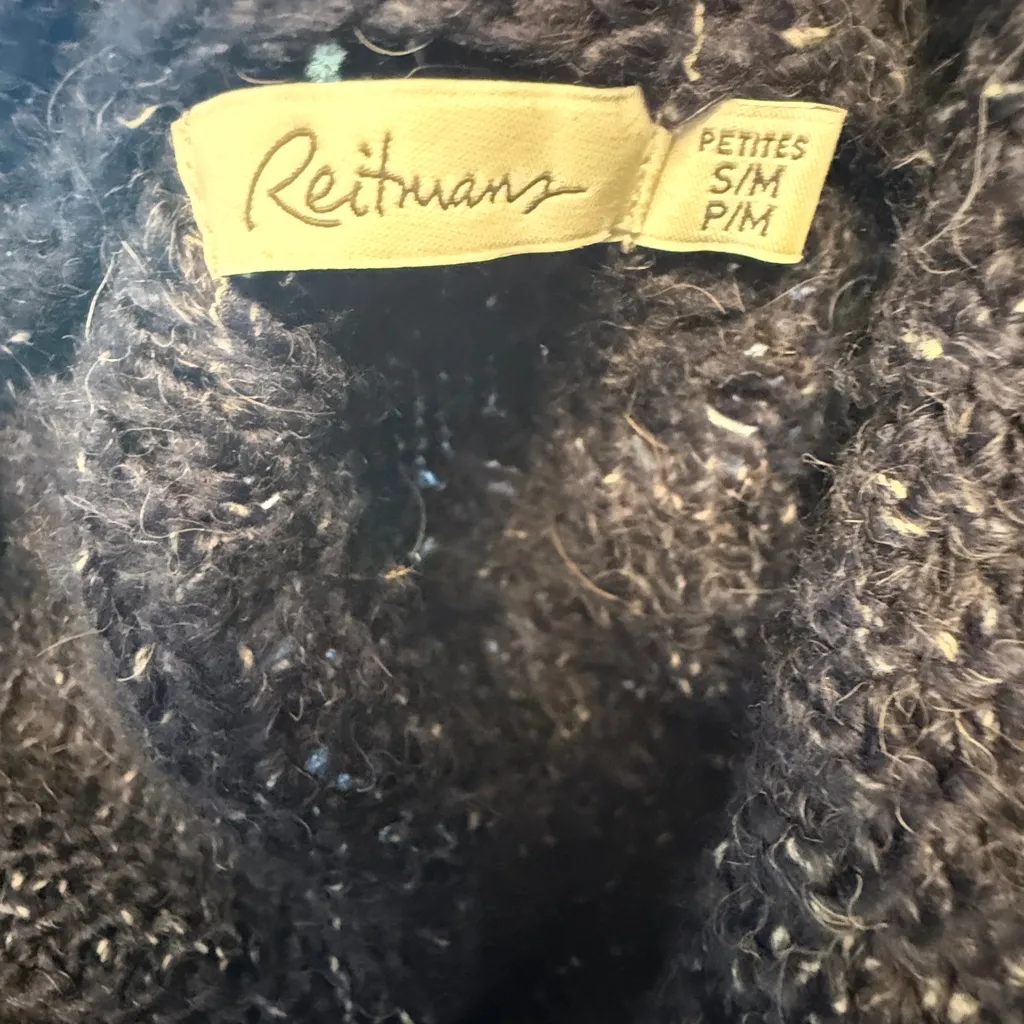 Reitmans
PETITES
S/M
P/M